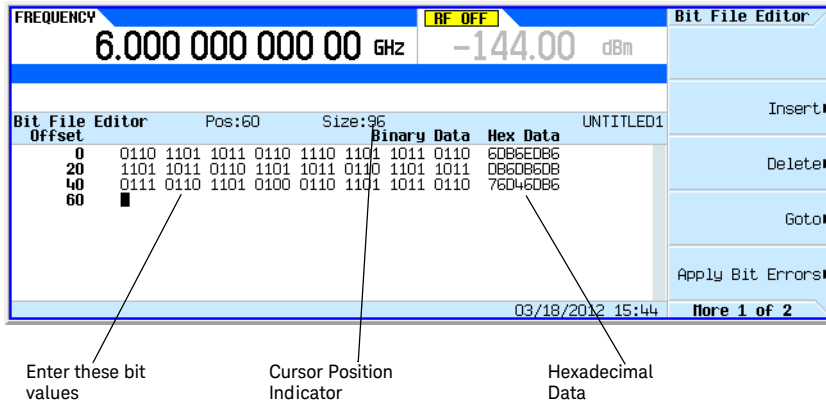 FREQUENCY RF OFF Bit File Editor
6.000 000 000 00 GHz -144.00 dBm
Insert
Bit File Editor Pos:60 Size:96 UNTITLED1
Offset Binary Data Hex Data
0 0110 1101 1011 0110 1110 1101 1011 0110 6DB6EDB6
20 1101 1011 0110 1101 1011 0110 1101 1011 DB6DB6DB
Delete
40 0111 0110 1101 0100 0110 1101 1011 0110 76D46DB6
60
Goto
Apply Bit Errors
03/18/2012 15:44 More 1 of 2
Enter these bit values
Cursor Position Indicator
Hexadecimal Data